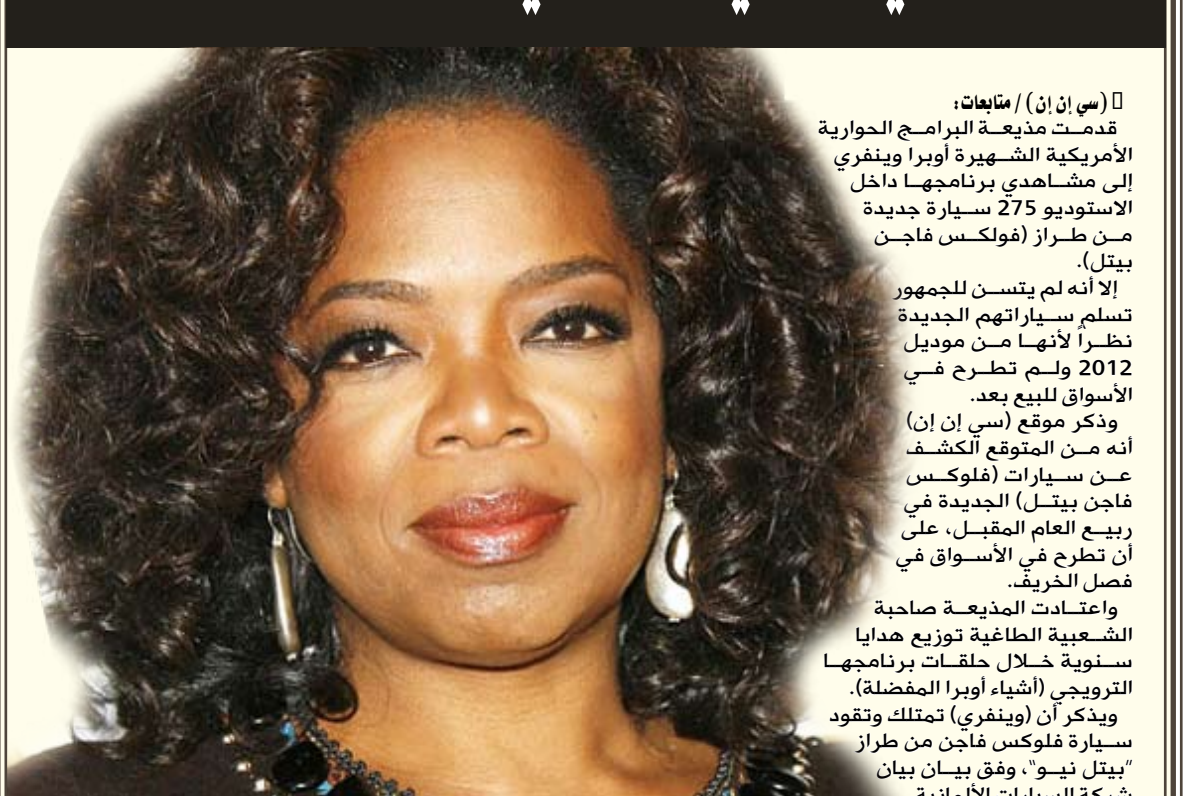 (سي إن إن) / متابعات:
قدمت مذيعة البرامج الحوارية
الأمريكية الشهيرة أوبرا وينفري
إلى مشاهدي برنامجها داخل
الاستوديو 275 سيارة جديدة
من طراز (فولكس فاجن
بيتل).
إلا أنه لم يتسن للجمهور
تسلم سياراتهم الجديدة
نظراً لأنها من موديل
2012 ولم تطرح في
الأسواق للبيع بعد.
وذكر موقع (سي إن إن)
أنه من المتوقع الكشف
عن سيارات (فلوكس
فاجن بيتل) الجديدة في
ربيع العام المقبل، على
أن تطرح في الأسواق في
فصل الخريف.
واعتادت المذيعة صاحبة
الشعبية الطاغية توزيع هدايا
سنوية خلال حلقات برنامجها
الترويجي (أشياء أوبرا المفضلة).
ويذكر أن (وينفري) تمتلك وتقود
سيارة فلوكس فاجن من طراز
"بيتل نيو"، وفق بيان بيان
شركة السيارات الألمانية